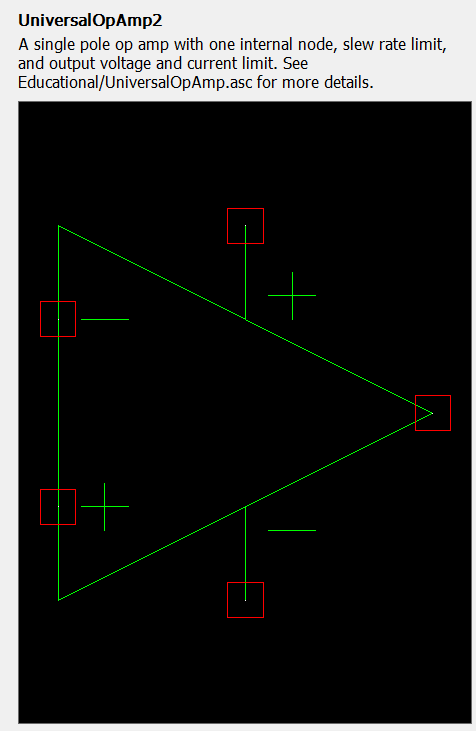 UniversalOpAmp2
A single pole op amp with one internal node, slew rate limit,
and output voltage and current limit. See
Educational/UniversalOpAmp.asc for more details.